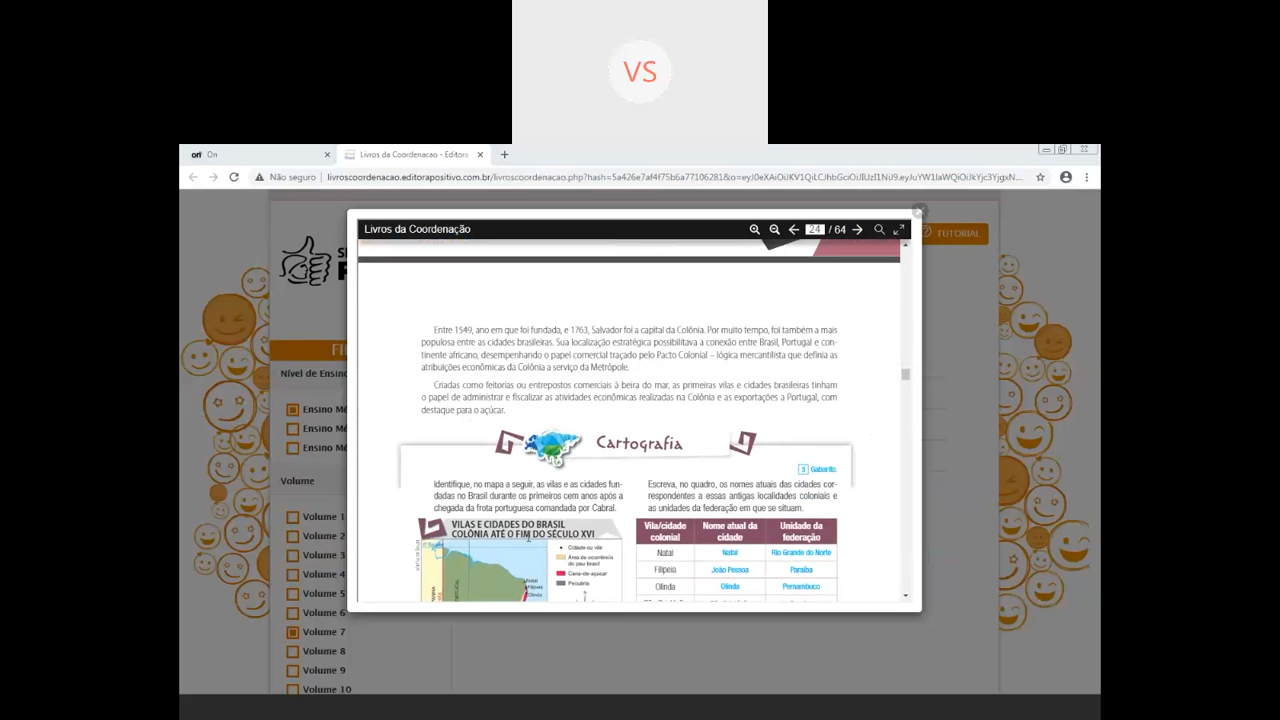 VS
On
Livros da Coordenacao - Editora
Não seguro
livroscoordenacao.editorapositivo.com.br/livroscoordenacao.php?hash=5a426e7af4f75b6a77106281&o=
TUTORIAL
Nível de Ensino
Ensino Mé
Ensino Mé
Ensino Mé
Volume
Volume 1
Volume 2
Volume 3
Volume 4
Volume 5
Volume 6
Volume 7
Volume 8
Volume 9
Volume 10
Livros da Coordenação
24 / 64
Entre 1549, ano em que foi fundada, e 1763, Salvador foi a capital da Colônia. Por muito tempo, foi também a mais
populosa entre as cidades brasileiras. Sua localização estratégica possibilitava a conexão entre Brasil, Portugal e con-
tinente africano, desempenhando o papel comercial traçado pelo Pacto Colonial – lógica mercantilista que definia as
atribuições econômicas da Colônia a serviço da Metrópole.
Criadas como feitorias ou entrepostos comerciais à beira do mar, as primeiras vilas e cidades brasileiras tinham
o papel de administrar e fiscalizar as atividades econômicas realizadas na Colônia e as exportações a Portugal, com
destaque para o açúcar.
Cartografia
3 Gabarito.
Identifique, no mapa a seguir, as vilas e as cidades fun-
dadas no Brasil durante os primeiros cem anos após a
chegada da frota portuguesa comandada por Cabral.
VILAS E CIDADES DO BRASIL
COLÔNIA ATÉ O FIM DO SÉCULO XVI
Cidade ou vila
Área de ocorrência
do pau-brasil
Cana-de-açúcar
Pecuária
Natal
Filipeia
Olinda
Escreva, no quadro, os nomes atuais das cidades cor-
respondentes a essas antigas localidades coloniais e
as unidades da federação em que se situam.
Vila/cidade colonial Nome atual da cidade Unidade da federação
Natal Natal Rio Grande do Norte
Filipeia João Pessoa Paraíba
Olinda Olinda Pernambuco